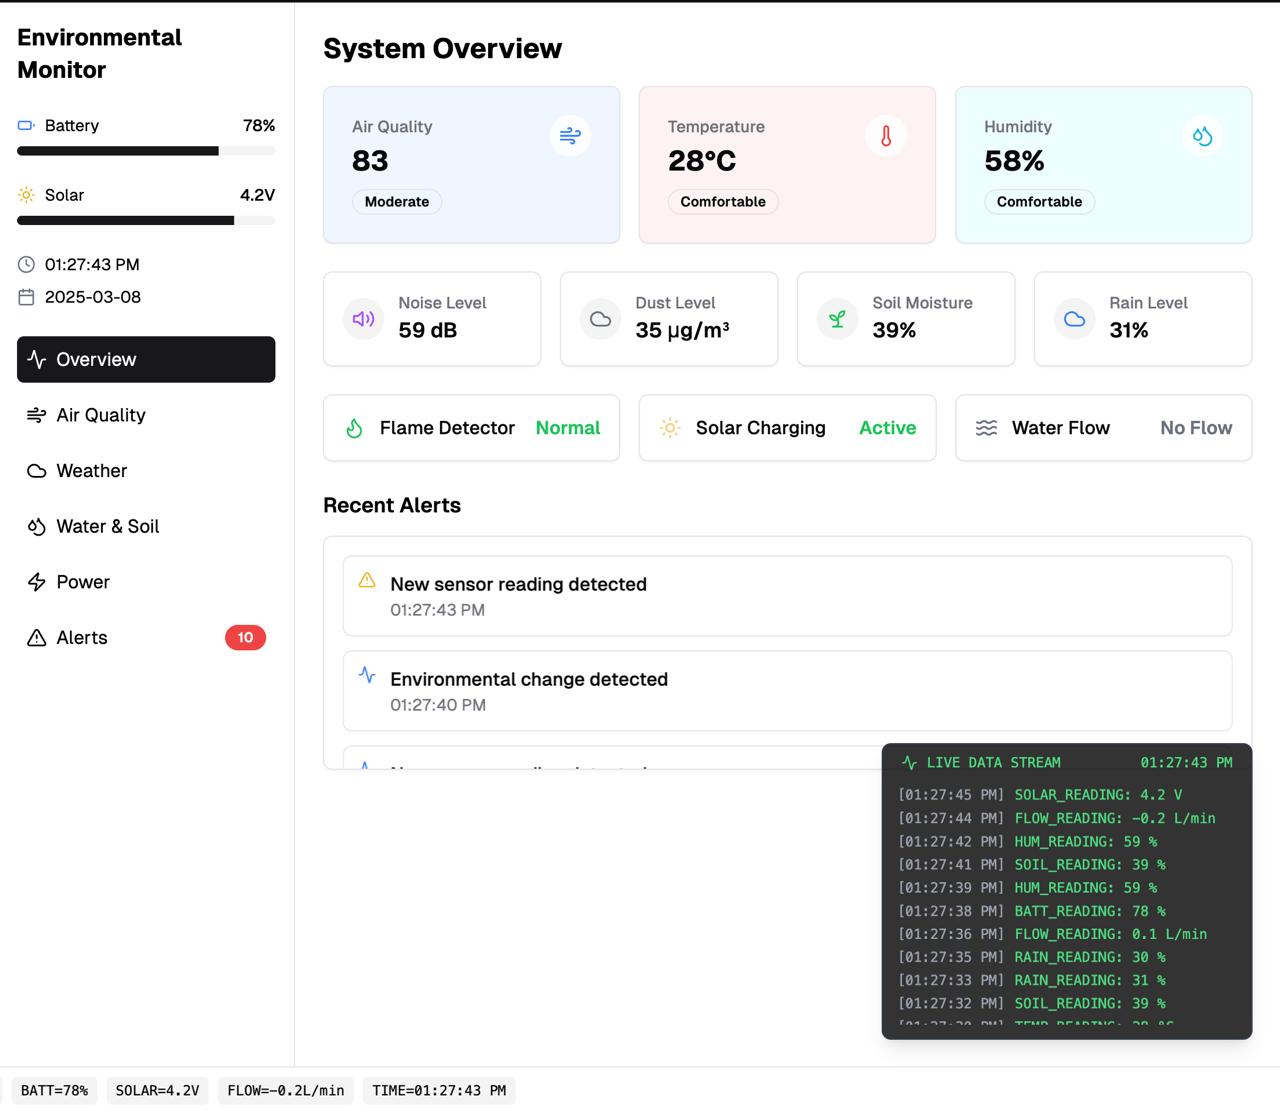 Environmental
Monitor
Battery 78%
Solar 4.2V
01:27:43 PM
2025-03-08
Overview
Air Quality
Weather
Water & Soil
Power
Alerts 10
System Overview
Air Quality
83
Moderate
Temperature
28°C
Comfortable
Humidity
58%
Comfortable
Noise Level
59 dB
Dust Level
35 μg/m³
Soil Moisture
39%
Rain Level
31%
Flame Detector Normal
Solar Charging Active
Water Flow No Flow
Recent Alerts
New sensor reading detected
01:27:43 PM
Environmental change detected
01:27:40 PM
LIVE DATA STREAM 01:27:43 PM
[01:27:45 PM] SOLAR_READING: 4.2 V
[01:27:44 PM] FLOW_READING: -0.2 L/min
[01:27:42 PM] HUM_READING: 59 %
[01:27:41 PM] SOIL_READING: 39 %
[01:27:39 PM] HUM_READING: 59 %
[01:27:38 PM] BATT_READING: 78 %
[01:27:36 PM] FLOW_READING: 0.1 L/min
[01:27:35 PM] RAIN_READING: 30 %
[01:27:33 PM] RAIN_READING: 31 %
[01:27:32 PM] SOIL_READING: 39 %
BATT=78% SOLAR=4.2V FLOW=-0.2L/min TIME=01:27:43 PM